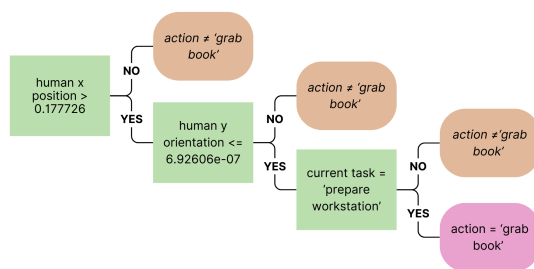 action ≠ ‘grab
book’
human x
position >
0.177726
NO
YES
human y
orientation <=
6.92606e-07
action ≠ ‘grab
book’
NO
YES
current task =
‘prepare
workstation’
action ≠‘grab
book’
NO
YES
action = ‘grab
book’